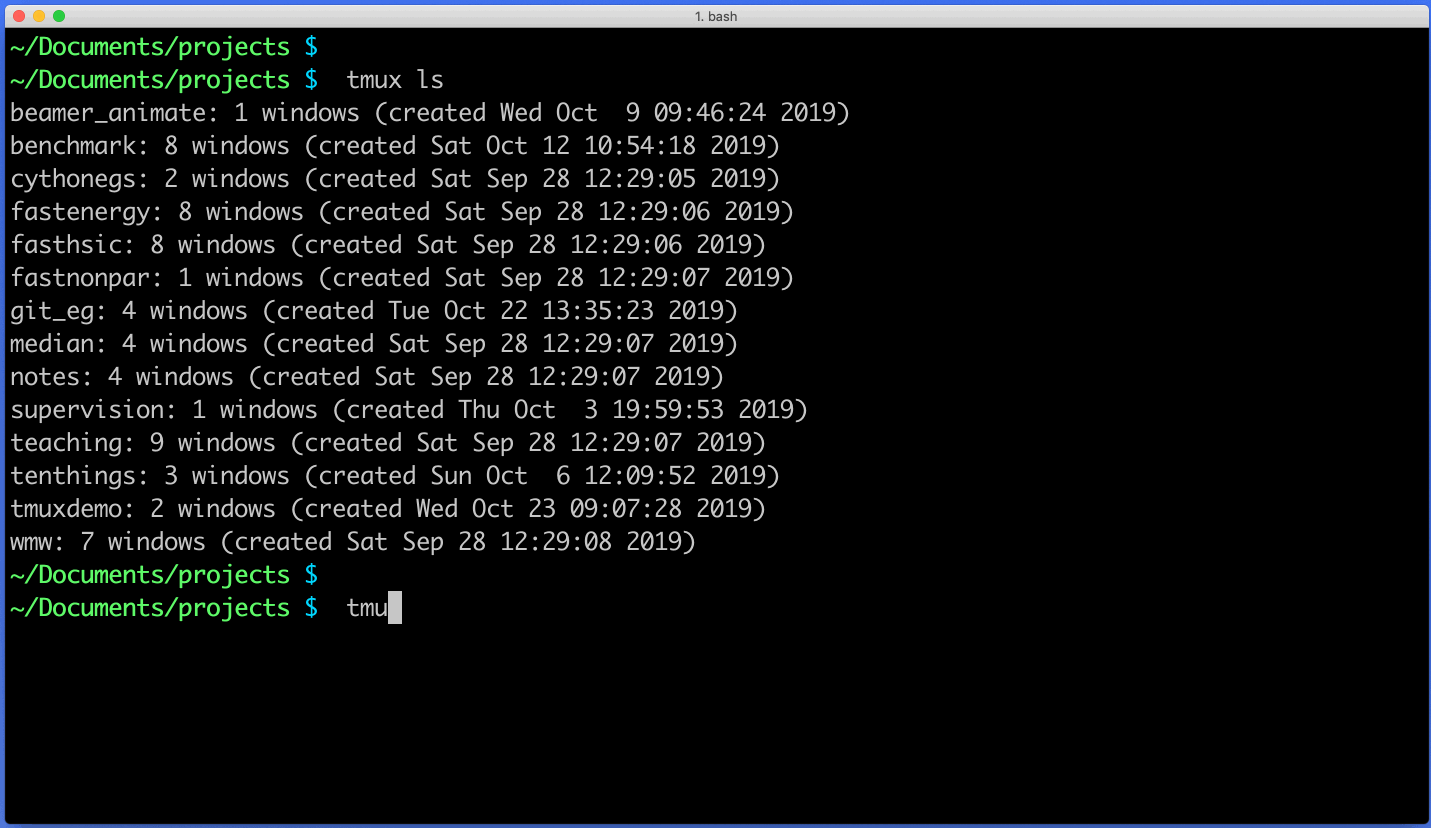 1. bash
~/Documents/projects $
~/Documents/projects $  tmux ls
beamer_animate: 1 windows (created Wed Oct  9 09:46:24 2019)
benchmark: 8 windows (created Sat Oct 12 10:54:18 2019)
cythonegs: 2 windows (created Sat Sep 28 12:29:05 2019)
fastenergy: 8 windows (created Sat Sep 28 12:29:06 2019)
fasthsic: 8 windows (created Sat Sep 28 12:29:06 2019)
fastnonpar: 1 windows (created Sat Sep 28 12:29:07 2019)
git_eg: 4 windows (created Tue Oct 22 13:35:23 2019)
median: 4 windows (created Sat Sep 28 12:29:07 2019)
notes: 4 windows (created Sat Sep 28 12:29:07 2019)
supervision: 1 windows (created Thu Oct  3 19:59:53 2019)
teaching: 9 windows (created Sat Sep 28 12:29:07 2019)
tenthings: 3 windows (created Sun Oct  6 12:09:52 2019)
tmuxdemo: 2 windows (created Wed Oct 23 09:07:28 2019)
wmw: 7 windows (created Sat Sep 28 12:29:08 2019)
~/Documents/projects $
~/Documents/projects $  tmu